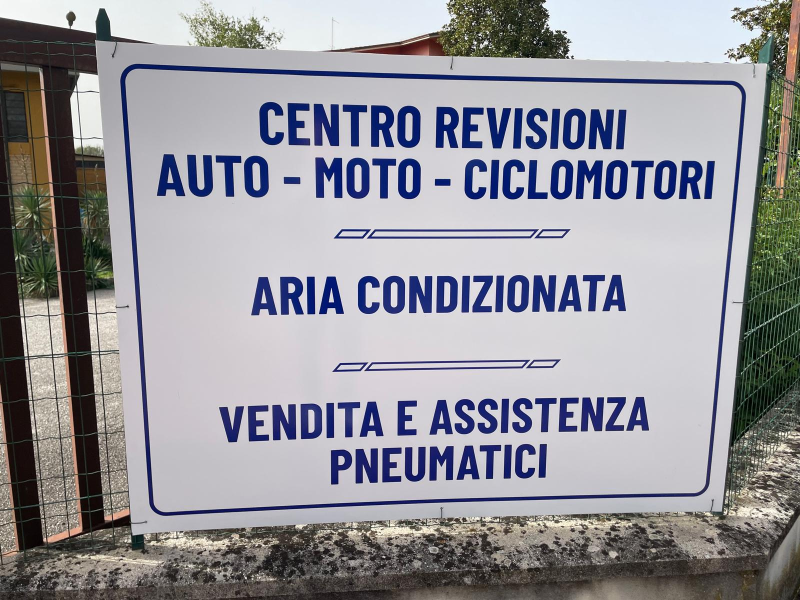 CENTRO REVISIONI
AUTO - MOTO - CICLOMOTORI
ARIA CONDIZIONATA
VENDITA E ASSISTENZA
PNEUMATICI